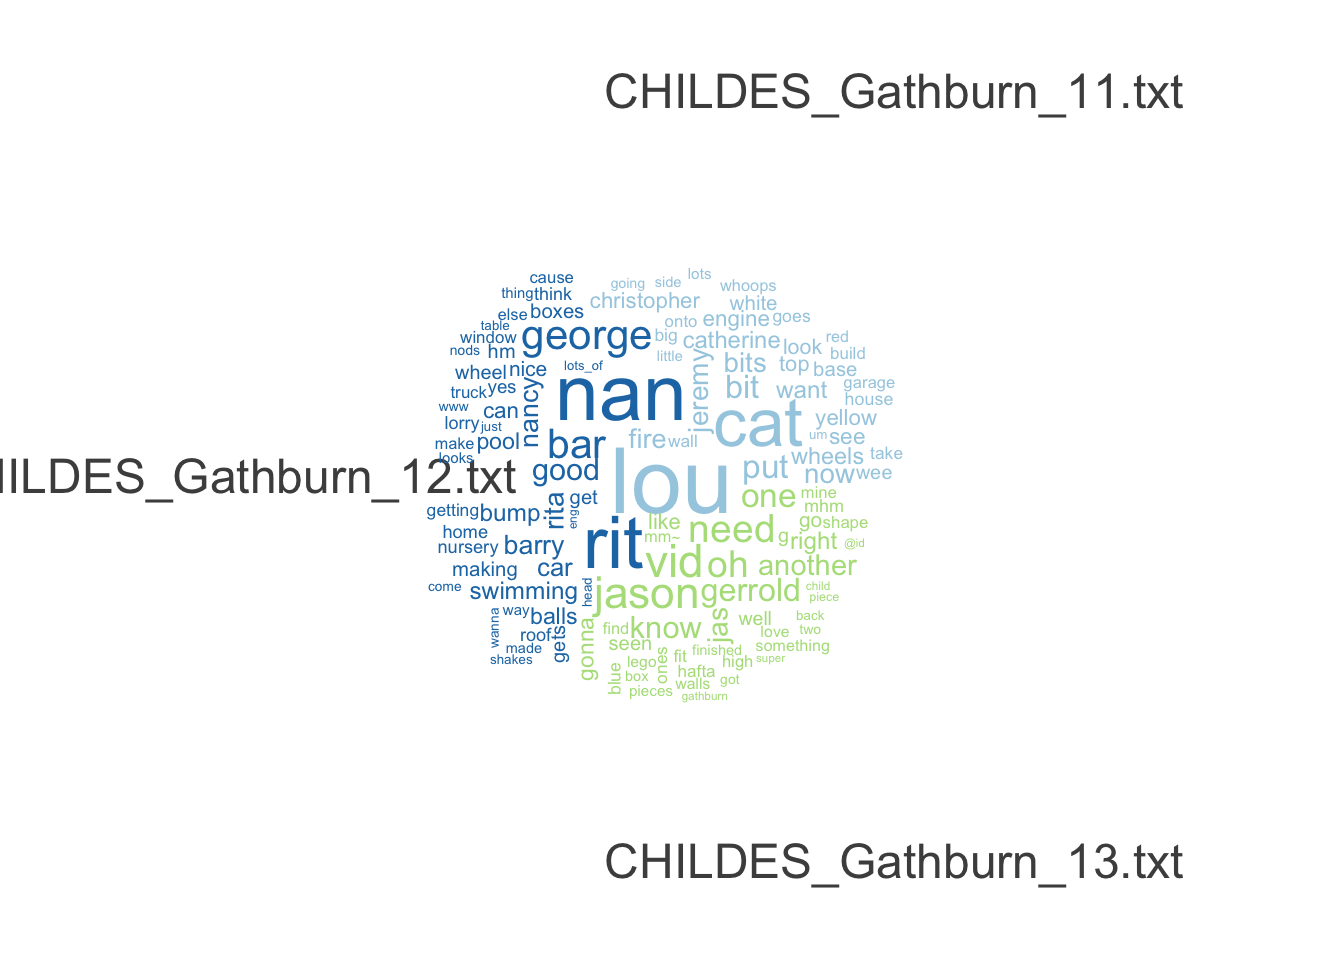 CHILDES_Gathburn_11.txt
lots
cause going side whoops
thing think christopher white
else boxes onto engine goes
table george big catherine look red
window
nods hm lots_of little build
wheel nice nan jeremy bits top base
truck yes bit want garage
www can nancy cat house
lorry just yellow
make pool bar fire wall um see
looks
ILDES_Gathburn_12.txt
good lou put wheels take
now wee
get one mine
getting bump rita eng like need mhm
go shape
home mm~ g right @id
nursery barry rit vid oh another
making car
come swimming head jason gerrold child
piece
wanna way balls find know jas well back
roof gets gonna seen love two
made finished something
shakes lego ones fit high super
blue box hafta got
pieces walls
gathburn
CHILDES_Gathburn_13.txt